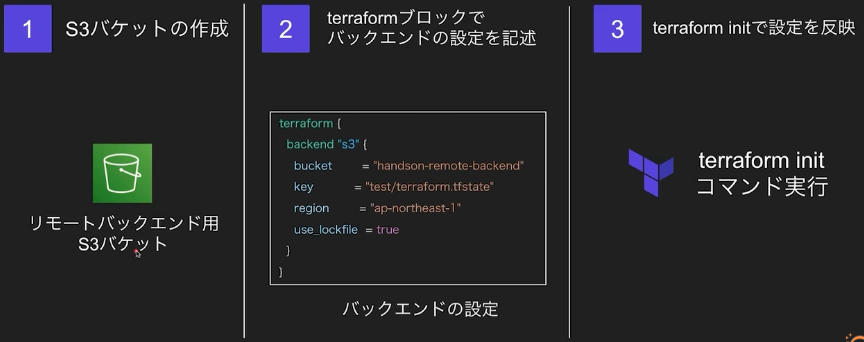 1
S3バケットの作成
リモートバックエンド用
S3バケット
2
terraformブロックで
バックエンドの設定を記述
terraform {
backend "s3" {
bucket = "handson-remote-backend"
key = "test/terraform.tfstate"
region = "ap-northeast-1"
use_lockfile = true
}
}
バックエンドの設定
3
terraform initで設定を反映
terraform init
コマンド実行